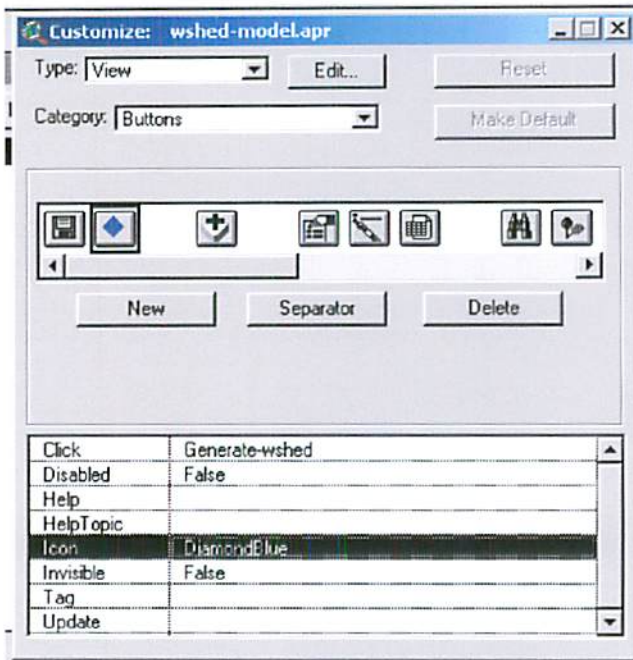 Customize: wshed-model.apr
Type: View Edit... Reset
Category: Buttons Make Default
New Separator Delete
Click Generate-wshed
Disabled False
Help
HelpTopic
Icon DiamondBlue
Invisible False
Tag
Update